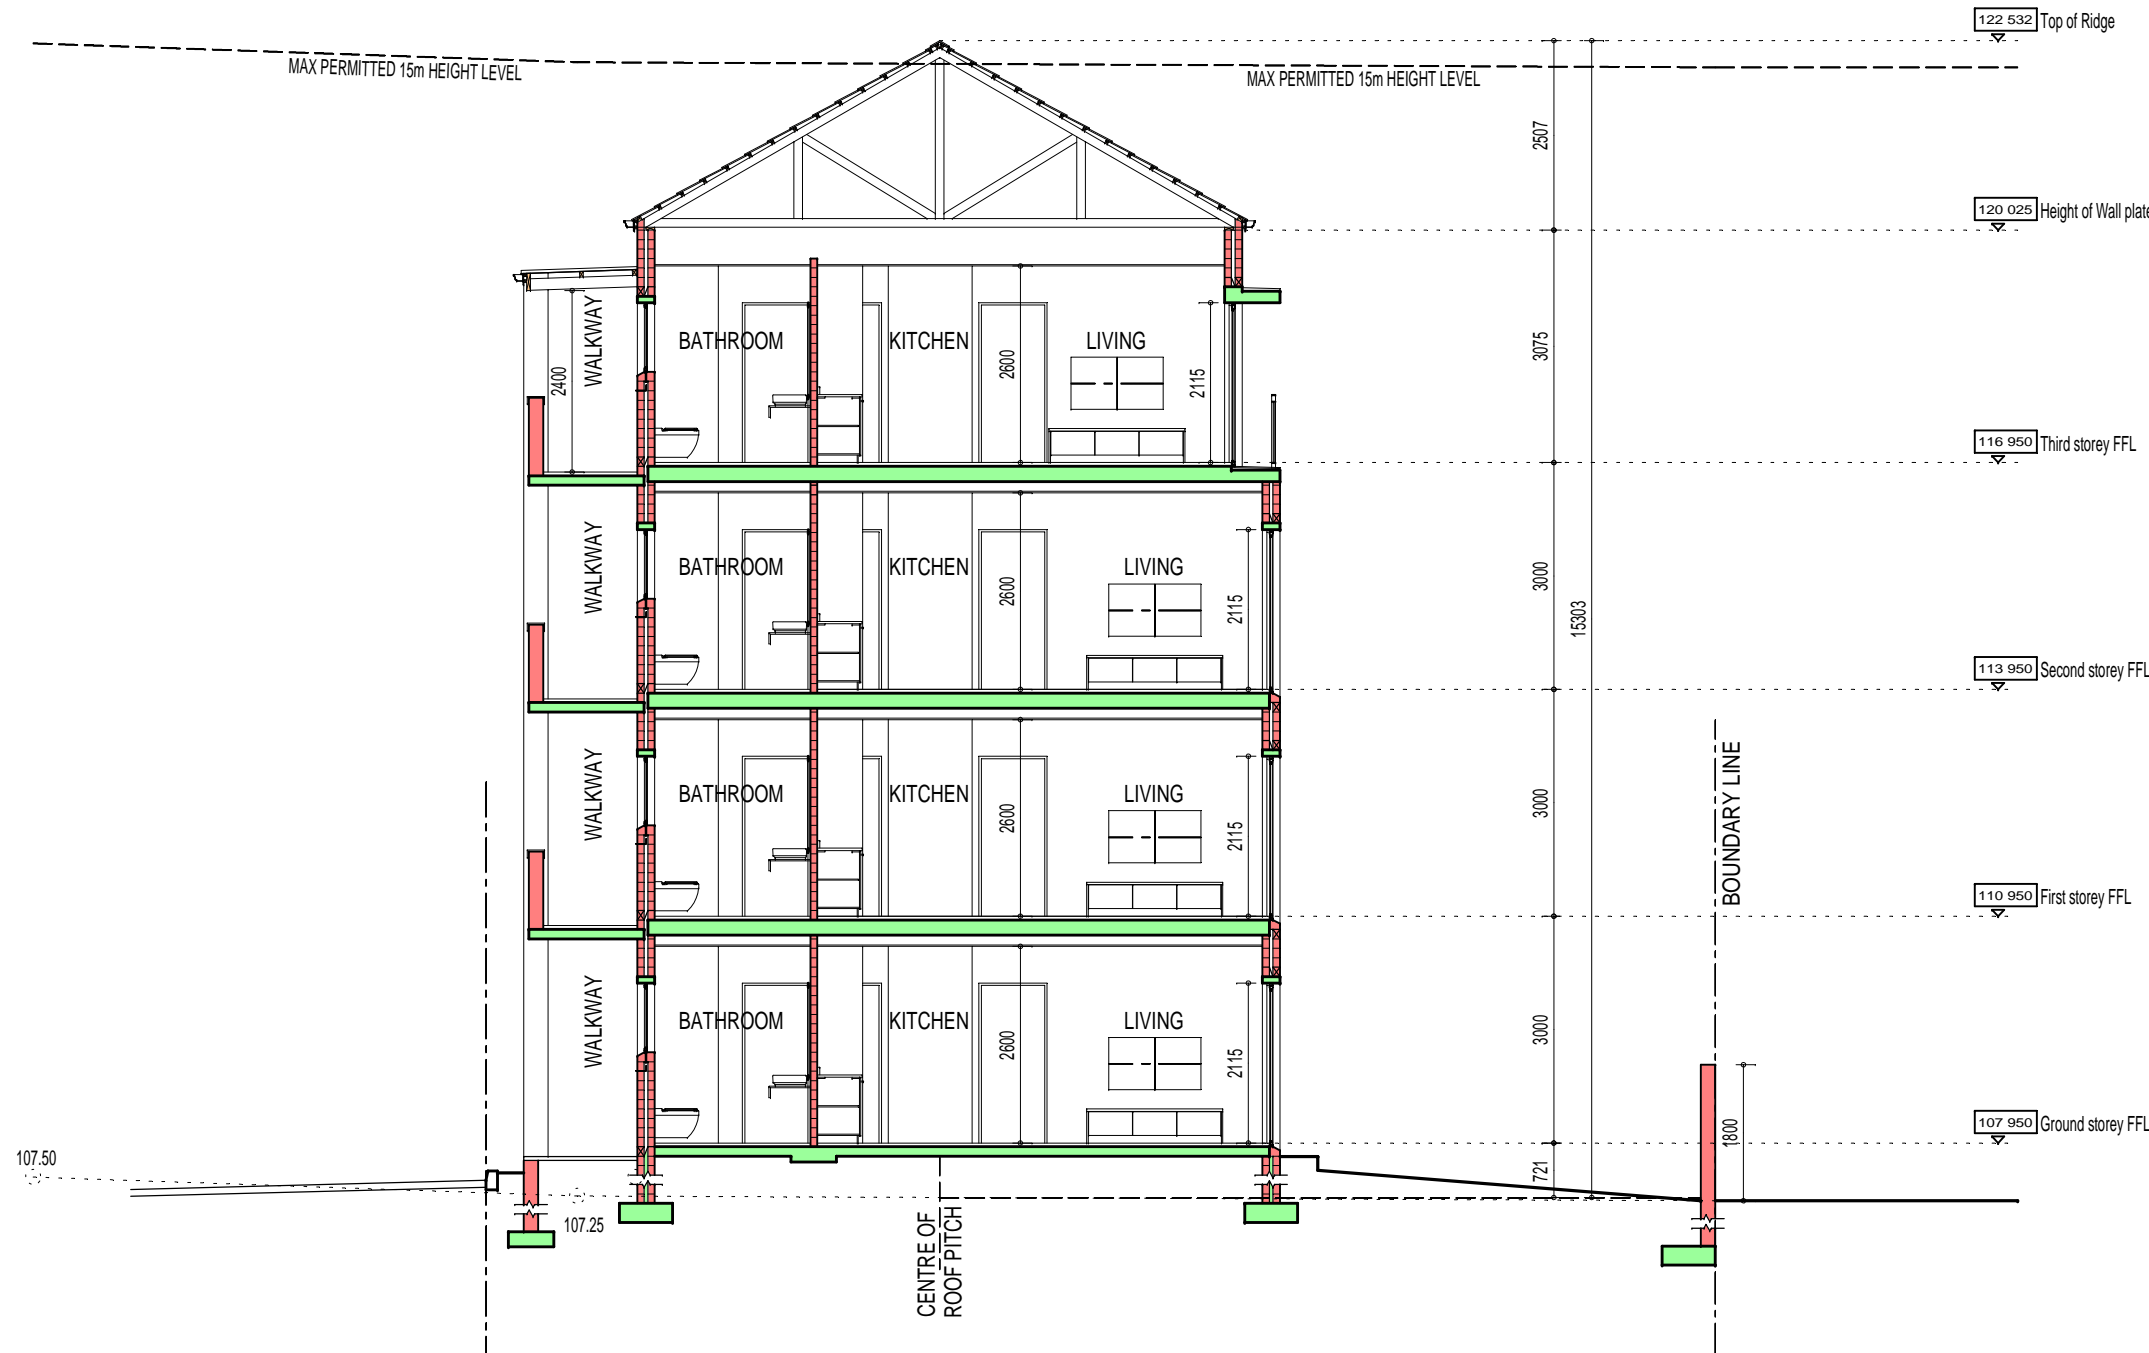 122 532 Top of Ridge
MAX PERMITTED 15m HEIGHT LEVEL
MAX PERMITTED 15m HEIGHT LEVEL
2507
120 025 Height of Wall plate
WALKWAY
2400
BATHROOM
KITCHEN
2600
LIVING
2115
3075
116 950 Third storey FFL
WALKWAY
BATHROOM
KITCHEN
2600
LIVING
2115
3000
15303
113 950 Second storey FFL
WALKWAY
BATHROOM
KITCHEN
2600
LIVING
2115
3000
BOUNDARY LINE
110 950 First storey FFL
WALKWAY
BATHROOM
KITCHEN
2600
LIVING
2115
3000
107 950 Ground storey FFL
1800
721
107.50
107.25
CENTRE OF
ROOF PITCH